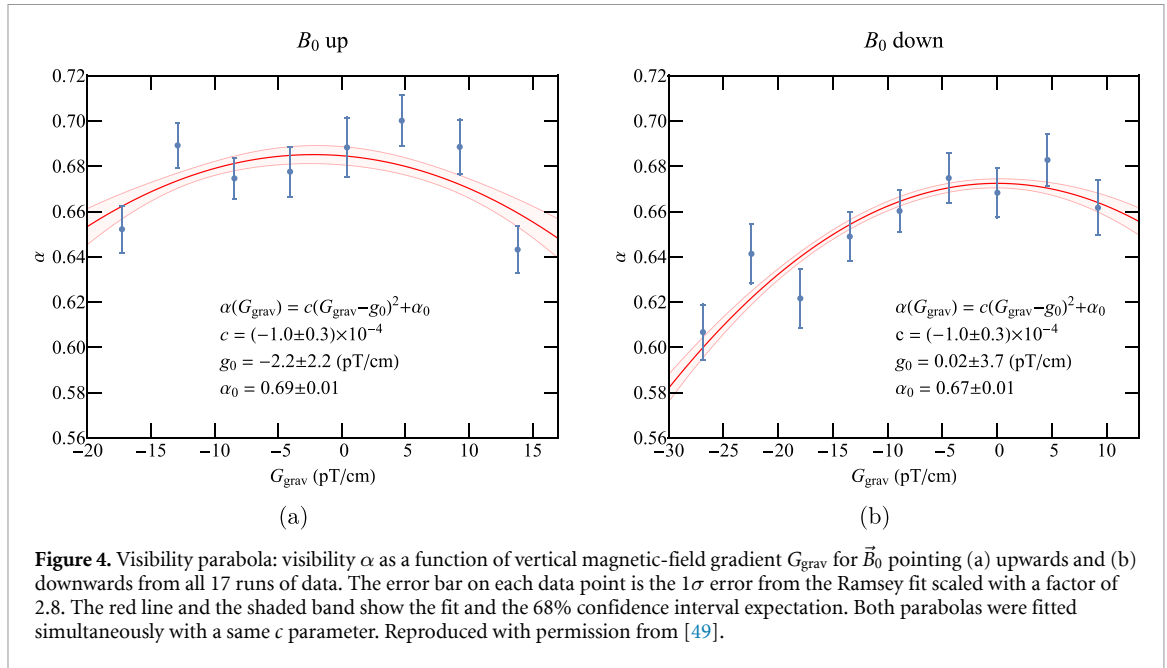 B₀ up
0.72
0.70
0.68
0.66
α
0.64
0.62
0.60
0.58
0.56
α(G_grav) = c(G_grav−g₀)²+α₀
c = (−1.0±0.3)×10⁻⁴
g₀ = −2.2±2.2 (pT/cm)
α₀ = 0.69±0.01
−20 −15 −10 −5 0 5 10 15
G_grav (pT/cm)
(a)
B₀ down
0.72
0.70
0.68
0.66
α
0.64
0.62
0.60
0.58
0.56
α(G_grav) = c(G_grav−g₀)²+α₀
c = (−1.0±0.3)×10⁻⁴
g₀ = 0.02±3.7 (pT/cm)
α₀ = 0.67±0.01
−30 −25 −20 −15 −10 −5 0 5 10
G_grav (pT/cm)
(b)
Figure 4. Visibility parabola: visibility α as a function of vertical magnetic-field gradient G_grav for B⃗₀ pointing (a) upwards and (b)
downwards from all 17 runs of data. The error bar on each data point is the 1σ error from the Ramsey fit scaled with a factor of
2.8. The red line and the shaded band show the fit and the 68% confidence interval expectation. Both parabolas were fitted
simultaneously with a same c parameter. Reproduced with permission from [49].